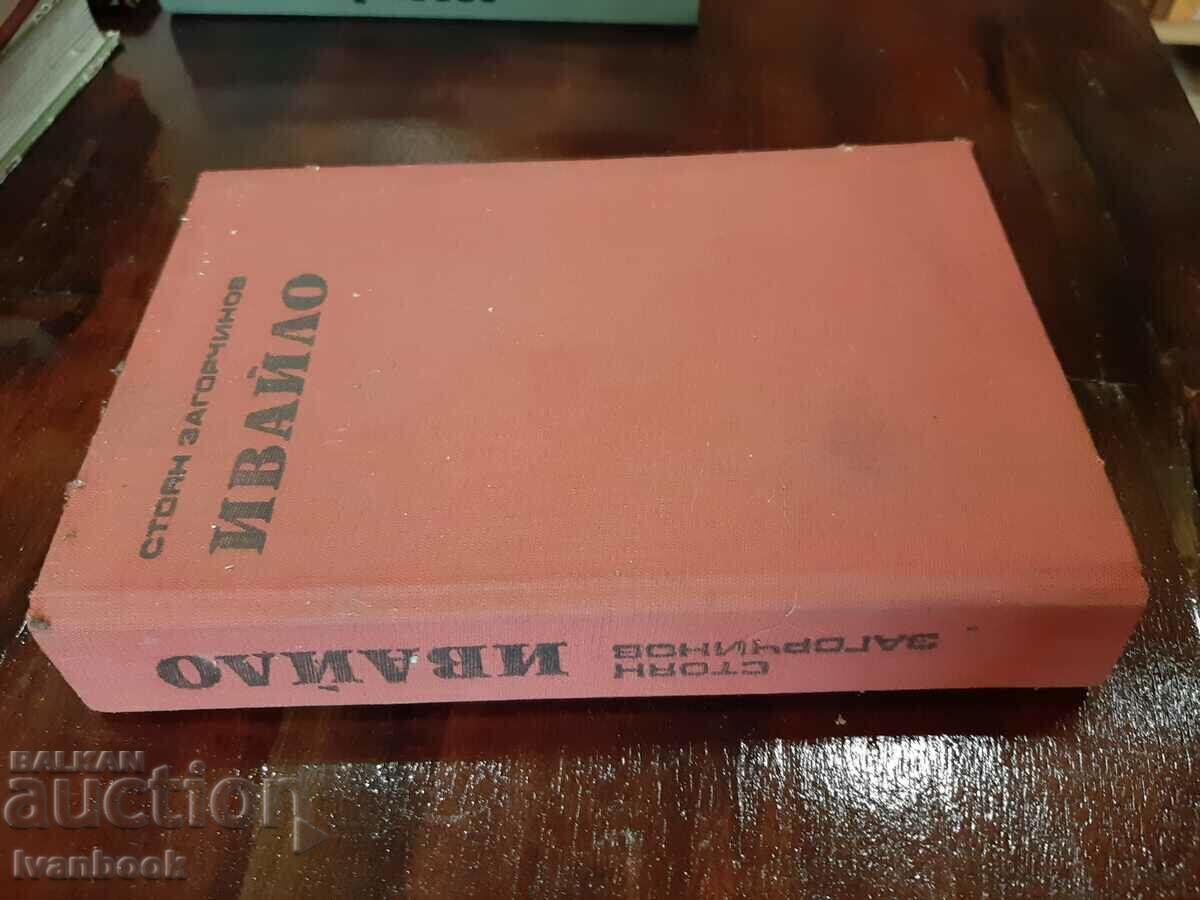 СТОЯН ЗАГОРЧИНОВ
ИВАЙЛО
СТОЯН
ЗАГОРЧИНОВ
ИВАЙЛО
BALKAN
auction
Ivanbook